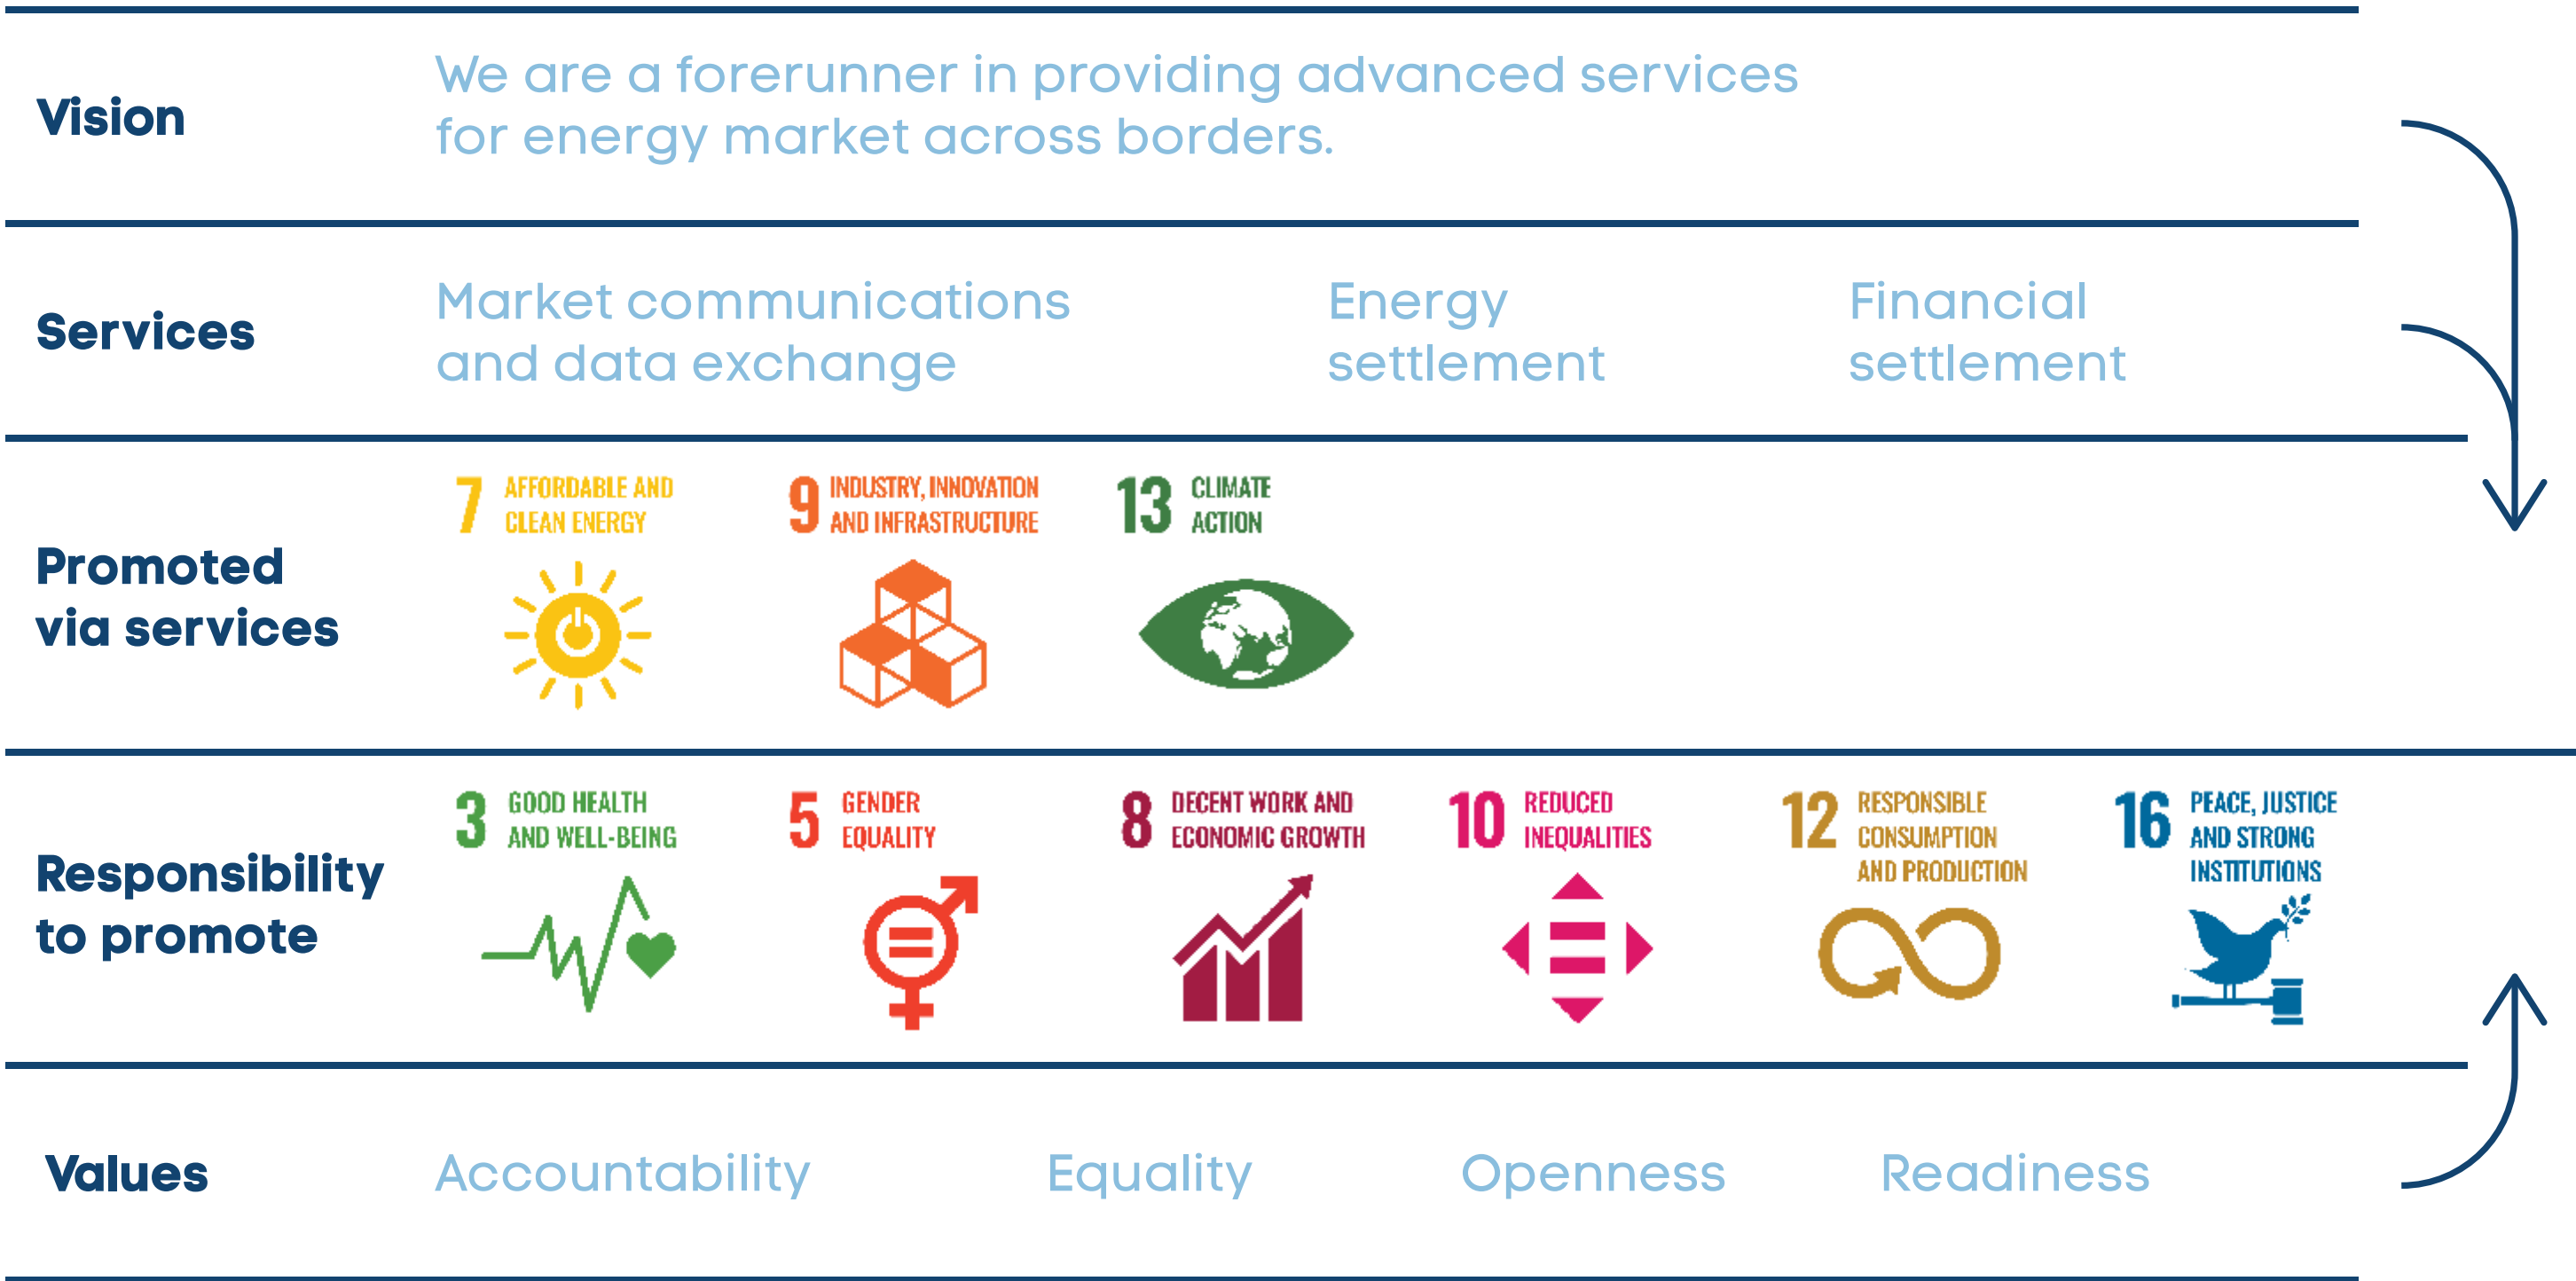 Vision
We are a forerunner in providing advanced services
for energy market across borders.
Services
Market communications
and data exchange
Energy
settlement
Financial
settlement
Promoted
via services
7 AFFORDABLE AND
CLEAN ENERGY
9 INDUSTRY, INNOVATION
AND INFRASTRUCTURE
13 CLIMATE
ACTION
Responsibility
to promote
3 GOOD HEALTH
AND WELL-BEING
5 GENDER
EQUALITY
8 DECENT WORK AND
ECONOMIC GROWTH
10 REDUCED
INEQUALITIES
12 RESPONSIBLE
CONSUMPTION
AND PRODUCTION
16 PEACE, JUSTICE
AND STRONG
INSTITUTIONS
Values
Accountability
Equality
Openness
Readiness